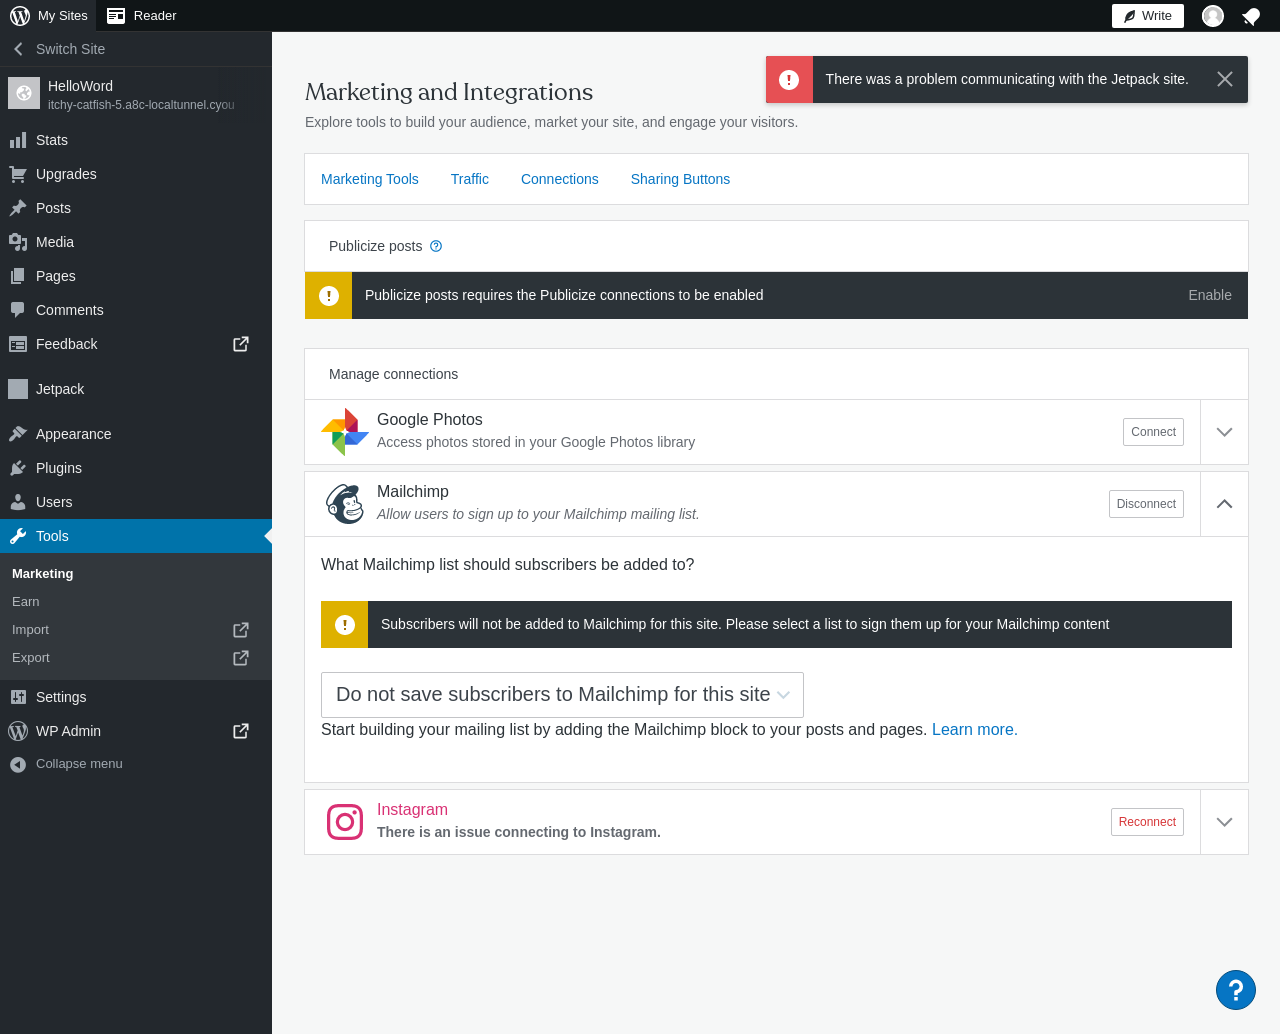 My Sites
Reader
Write
Switch Site
HelloWord
itchy-catfish-5.a8c-localtunnel.cyou
Stats
Upgrades
Posts
Media
Pages
Comments
Feedback
Jetpack
Appearance
Plugins
Users
Tools
Marketing
Earn
Import
Export
Settings
WP Admin
Collapse menu
There was a problem communicating with the Jetpack site.
Marketing and Integrations
Explore tools to build your audience, market your site, and engage your visitors.
Marketing Tools Traffic Connections Sharing Buttons
Publicize posts
Publicize posts requires the Publicize connections to be enabled Enable
Manage connections
Google Photos
Access photos stored in your Google Photos library
Connect
Mailchimp
Allow users to sign up to your Mailchimp mailing list.
Disconnect
What Mailchimp list should subscribers be added to?
Subscribers will not be added to Mailchimp for this site. Please select a list to sign them up for your Mailchimp content
Do not save subscribers to Mailchimp for this site
Start building your mailing list by adding the Mailchimp block to your posts and pages. Learn more.
Instagram
There is an issue connecting to Instagram.
Reconnect